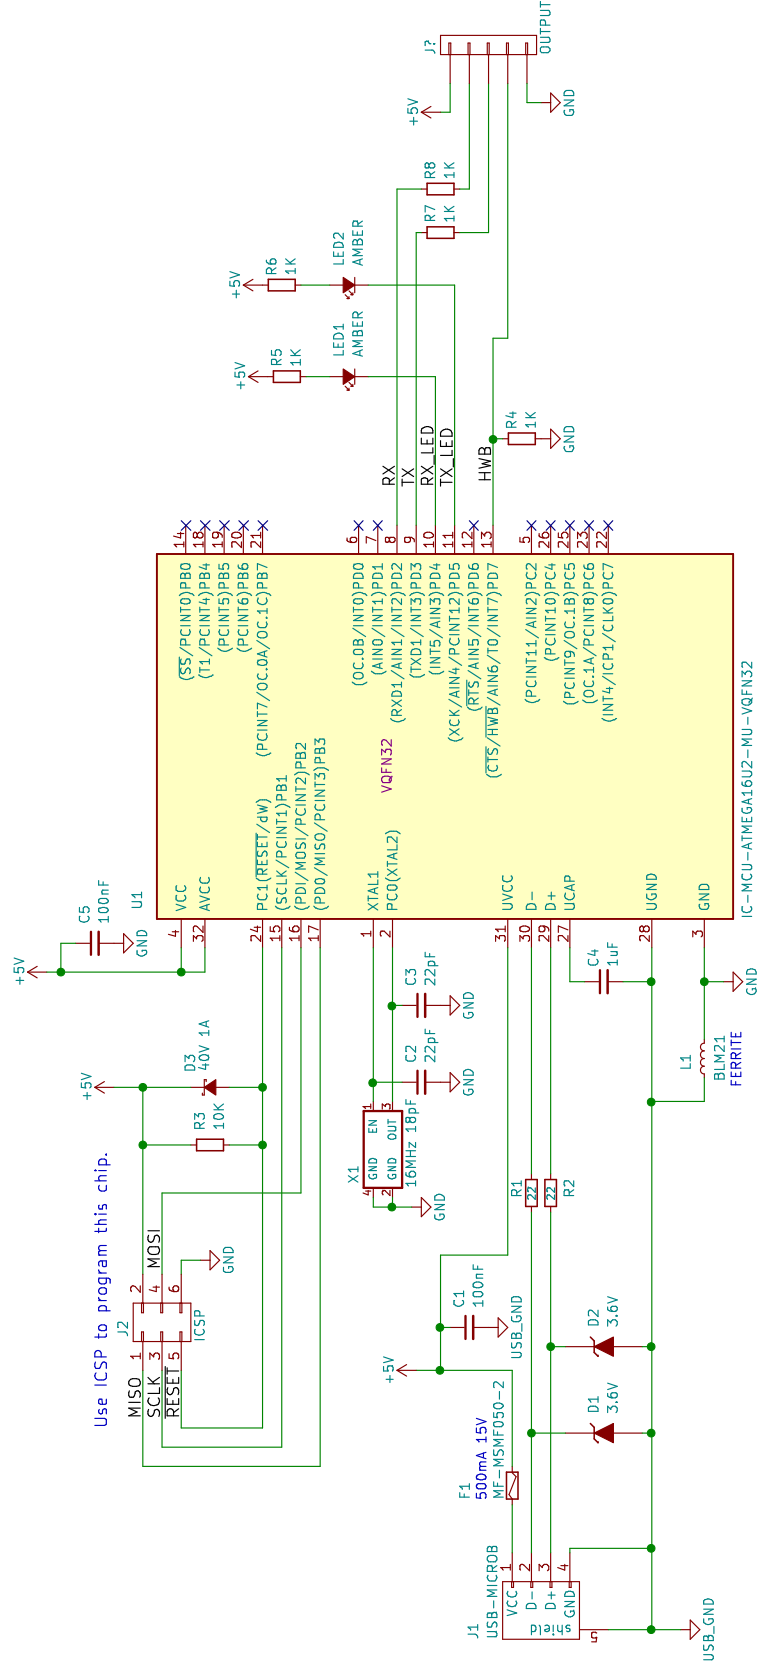 OUTPUT
J?
+5V
GND
R8
1K
R7
1K
LED2
AMBER
R6
1K
+5V
LED1
AMBER
R5
1K
+5V
R4
1K
GND
RX
TX
RX_LED
TX_LED
HWB
14
18
19
20
21
6
7
8
9
10
11
12
13
5
26
25
23
22
(SS/PCINT0)PB0
(T1/PCINT4)PB4
(PCINT5)PB5
(PCINT6)PB6
(PCINT7/OC.0A/OC.1C)PB7
(OC.0B/INT0)PD0
(AIN0/INT1)PD1
(RXD1/AIN1/INT2)PD2
(TXD1/INT3)PD3
(INT5/AIN3)PD4
(XCK/AIN4/PCINT12)PD5
(RTS/AIN5/INT6)PD6
(CTS/HWB/AIN6/T0/INT7)PD7
(PCINT11/AIN2)PC2
(PCINT10)PC4
(PCINT9/OC.1B)PC5
(OC.1A/PCINT8)PC6
(INT4/ICP1/CLK0)PC7
VQFN32
U1
IC-MCU-ATMEGA16U2-MU-VQFN32
VCC
AVCC
PC1(RESET/dW)
(SCLK/PCINT1)PB1
(PDI/MOSI/PCINT2)PB2
(PD0/MISO/PCINT3)PB3
XTAL1
PC0(XTAL2)
UVCC
D-
D+
UCAP
UGND
GND
4
32
24
15
16
17
1
2
31
30
29
27
28
3
C5
100nF
GND
+5V
C4
1uF
GND
C3
22pF
GND
C2
22pF
GND
L1
BLM21
FERRITE
D3
40V 1A
+5V
R3
10K
X1
16MHz 18pF
EN
OUT
GND
GND
1
3
4
2
GND
R1
22
22
R2
Use ICSP to program this chip.
MOSI
GND
2
4
6
J2
ICSP
1
3
5
MISO
SCLK
RESET
C1
100nF
USB_GND
+5V
D2
3.6V
D1
3.6V
F1
500mA 15V
MF-MSMF050-2
J1
USB-MICROB
VCC
D-
D+
GND
shield
1
2
3
4
5
USB_GND